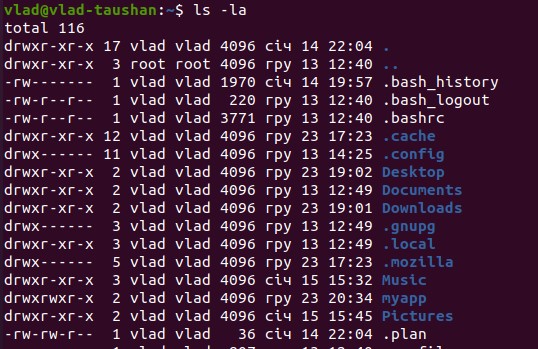 vlad@vlad-taushan:~$ ls -la
total 116
drwxr-xr-x 17 vlad vlad 4096 січ 14 22:04 .
drwxr-xr-x 3 root root 4096 гру 13 12:40 ..
-rw------- 1 vlad vlad 1970 січ 14 19:57 .bash_history
-rw-r--r-- 1 vlad vlad 220 гру 13 12:40 .bash_logout
-rw-r--r-- 1 vlad vlad 3771 гру 13 12:40 .bashrc
drwxr-xr-x 12 vlad vlad 4096 гру 23 17:23 .cache
drwx------ 11 vlad vlad 4096 гру 13 14:25 .config
drwxr-xr-x 2 vlad vlad 4096 гру 23 19:02 Desktop
drwxr-xr-x 2 vlad vlad 4096 гру 13 12:49 Documents
drwxr-xr-x 2 vlad vlad 4096 гру 23 19:01 Downloads
drwx------ 3 vlad vlad 4096 гру 13 12:49 .gnupg
drwxr-xr-x 3 vlad vlad 4096 гру 13 12:49 .local
drwx------ 5 vlad vlad 4096 гру 23 17:23 .mozilla
drwxr-xr-x 3 vlad vlad 4096 січ 15 15:32 Music
drwxrwxr-x 2 vlad vlad 4096 гру 23 20:34 myapp
drwxr-xr-x 2 vlad vlad 4096 січ 15 15:45 Pictures
-rw-rw-r-- 1 vlad vlad 36 січ 14 22:04 .plan